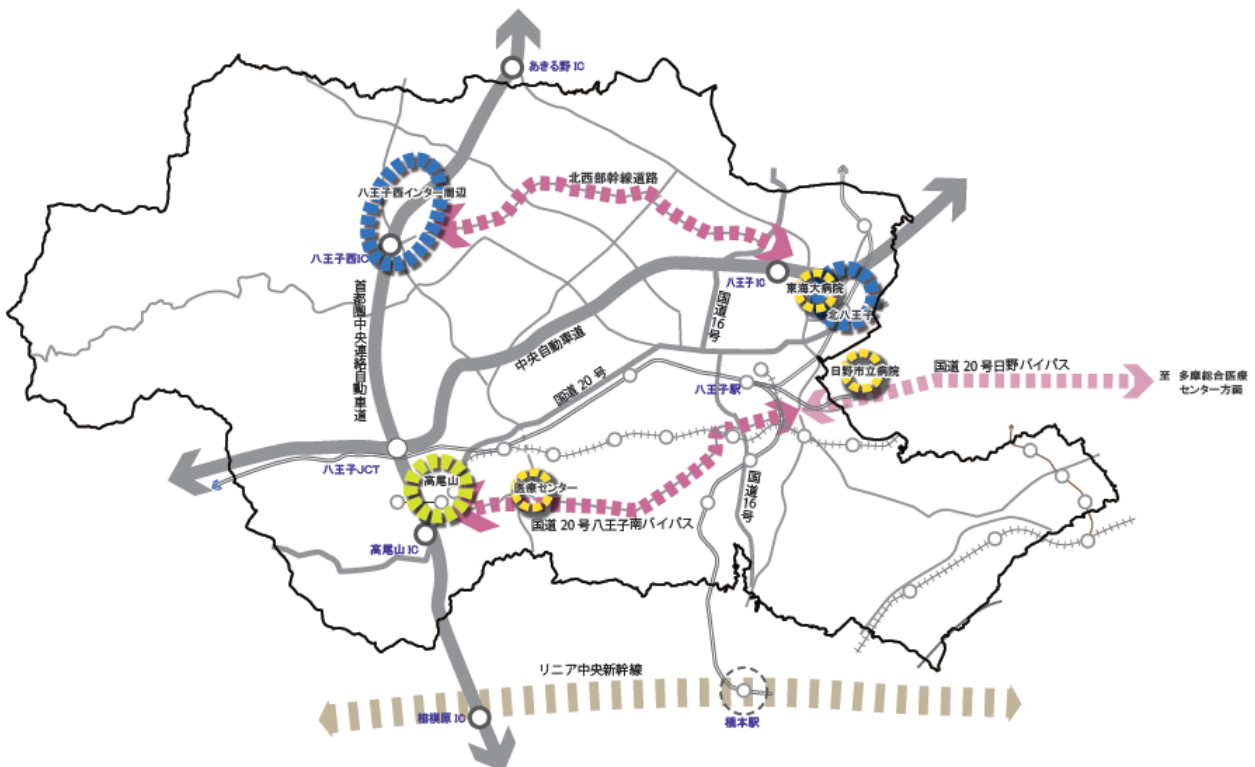 あきる野 IC
八王子西インター周辺
北西部幹線道路
八王子西IC
八王子 IC
東海大病院
北八王子
首都圏中央連絡自動車道
国道16号
中央自動車道
国道 20 号
八王子駅
日野市立病院
国道 20 号日野バイパス
至 多摩総合医療
センター方面
八王子JCT
高尾山
医療センター
国道16号
国道 20 号八王子南バイパス
高尾山 IC
リニア中央新幹線
相模原 IC
橋本駅